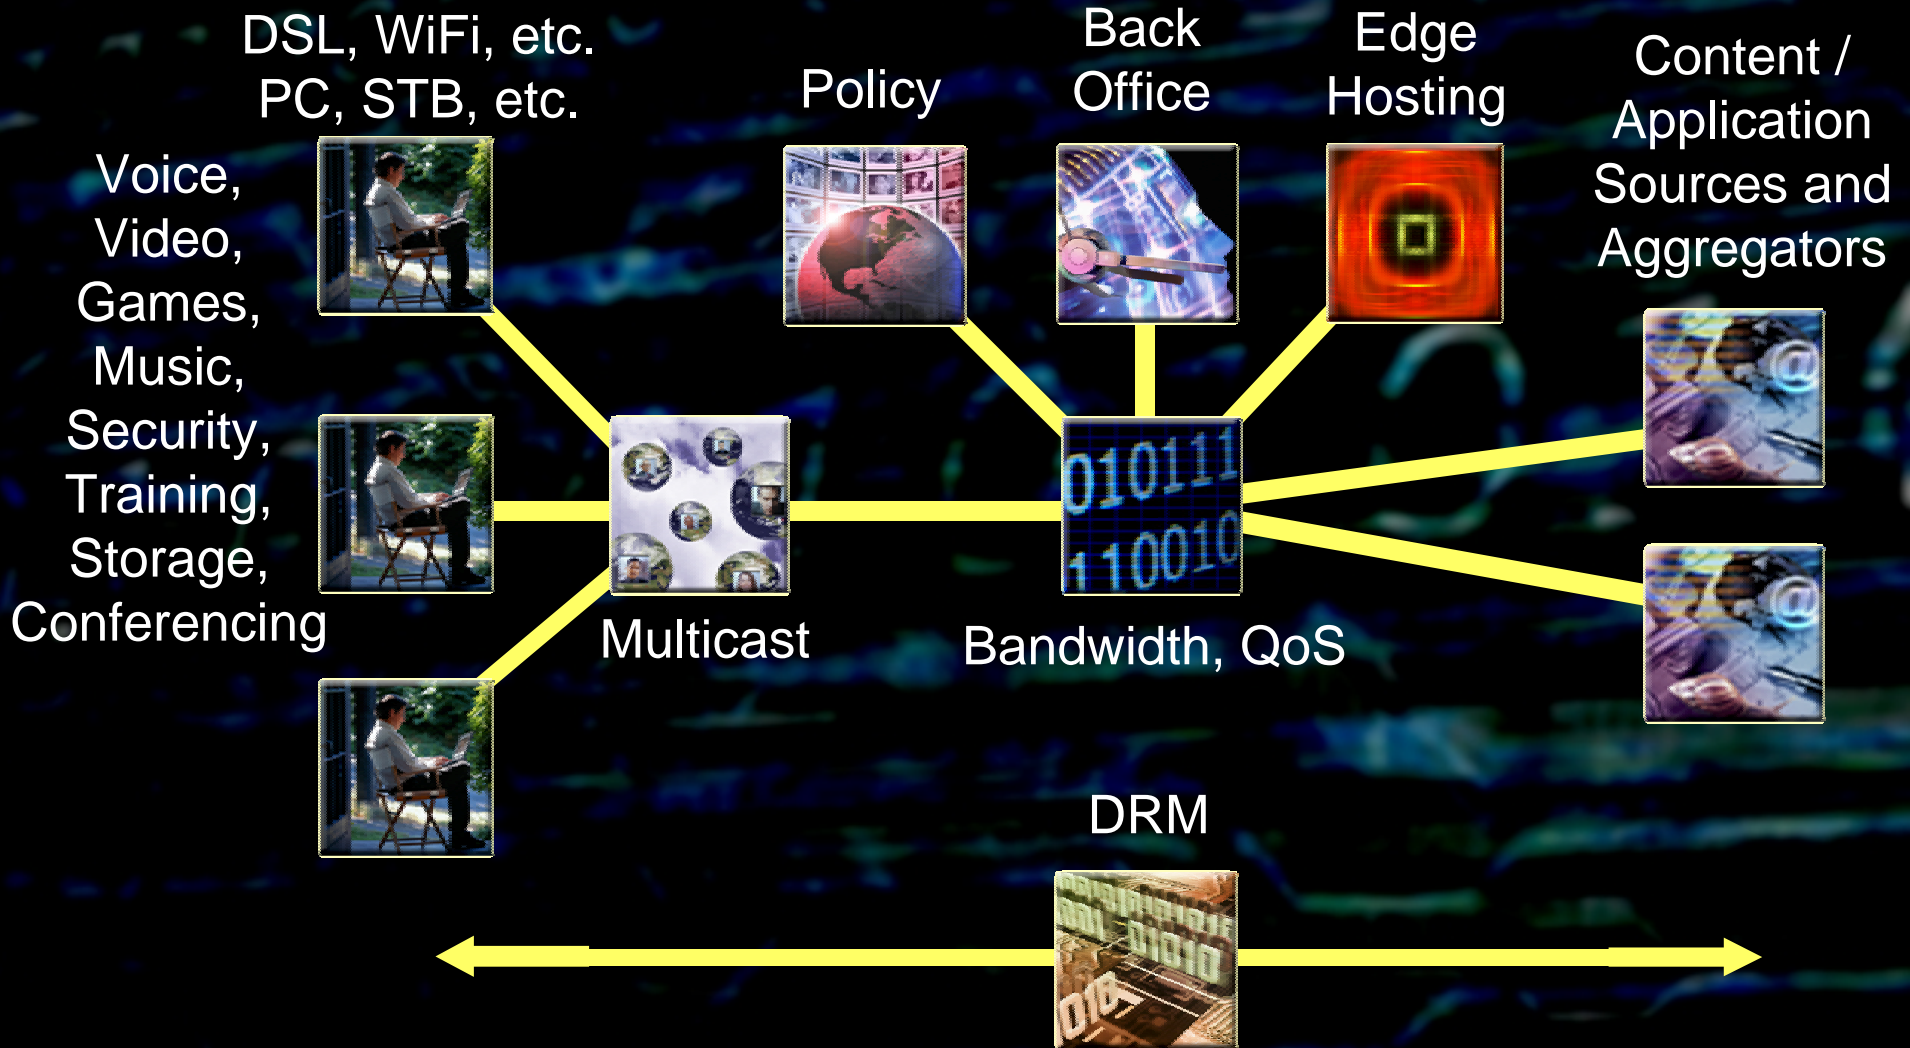 DSL, WiFi, etc.
PC, STB, etc.
Voice,
Video,
Games,
Music,
Security,
Training,
Storage,
Conferencing
Policy
Back
Office
Edge
Hosting
Content /
Application
Sources and
Aggregators
@
010111
110010
@
Multicast
Bandwidth, QoS
DRM